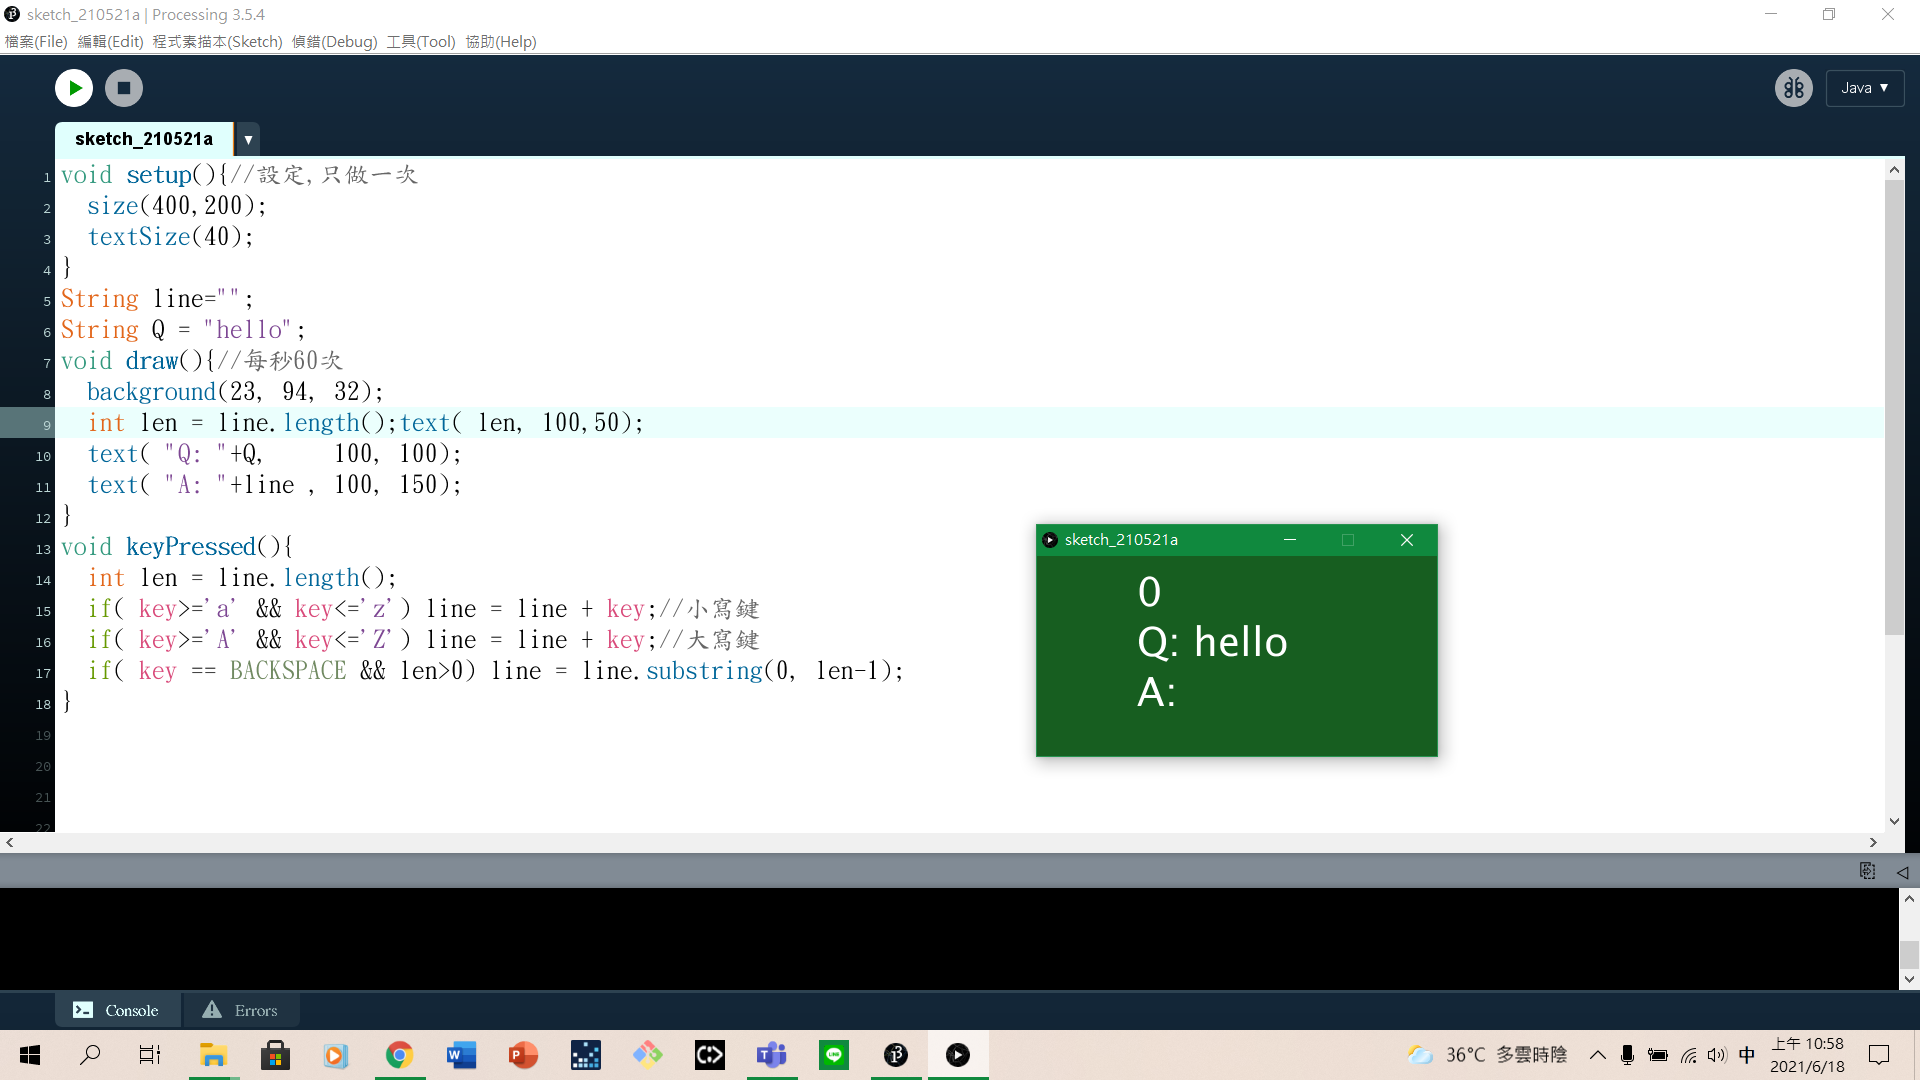 sketch_210521a | Processing 3.5.4
檔案(File) 編輯(Edit) 程式素描本(Sketch) 偵錯(Debug) 工具(Tool) 協助(Help)
Java ▼
sketch_210521a ▼
1 void setup(){//設定,只做一次
2   size(400,200);
3   textSize(40);
4 }
5 String line="";
6 String Q = "hello";
7 void draw(){//每秒60次
8   background(23, 94, 32);
9   int len = line.length();text( len, 100,50);
10   text( "Q: "+Q,     100, 100);
11   text( "A: "+line , 100, 150);
12 }
13 void keyPressed(){
14   int len = line.length();
15   if( key>='a' && key<='z') line = line + key;//小寫鍵
16   if( key>='A' && key<='Z') line = line + key;//大寫鍵
17   if( key == BACKSPACE && len>0) line = line.substring(0, len-1);
18 }
19
20
21
22
sketch_210521a
0
Q: hello
A:
Console
Errors
36°C 多雲時陰
中
上午 10:58
2021/6/18